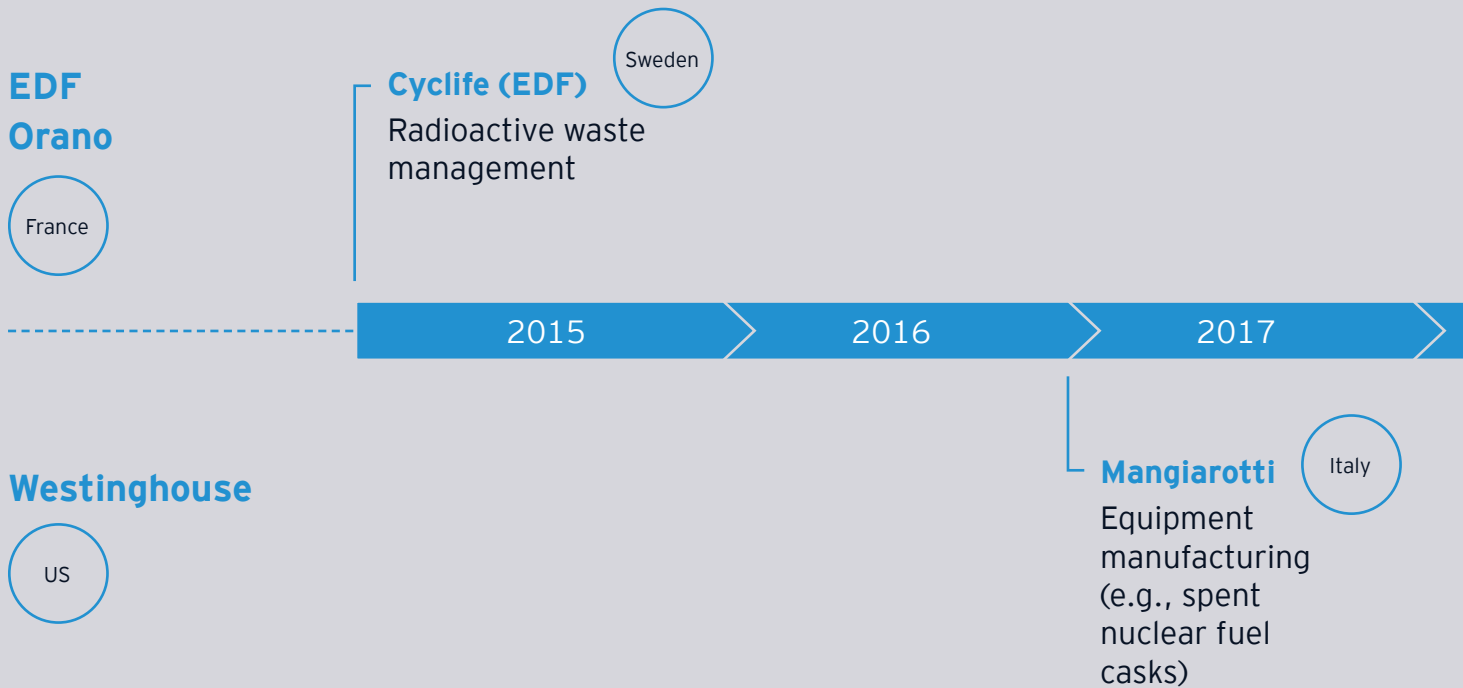 EDF
Orano
France
Cyclife (EDF)
Sweden
Radioactive waste
management
2015
2016
2017
Westinghouse
US
Mangiarotti
Italy
Equipment
manufacturing
(e.g., spent
nuclear fuel
casks)